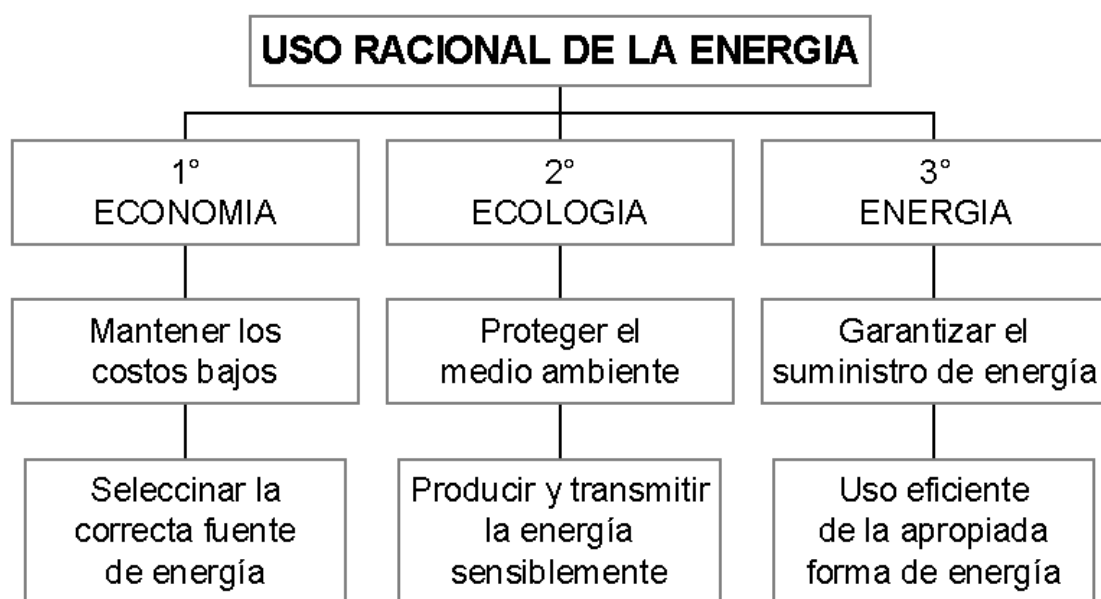 USO RACIONAL DE LA ENERGIA
1°
ECONOMIA
2°
ECOLOGIA
3°
ENERGIA
Mantener los
costos bajos
Proteger el
medio ambiente
Garantizar el
suministro de energía
Seleccinar la
correcta fuente
de energía
Producir y transmitir
la energía
sensiblemente
Uso eficiente
de la apropiada
forma de energía